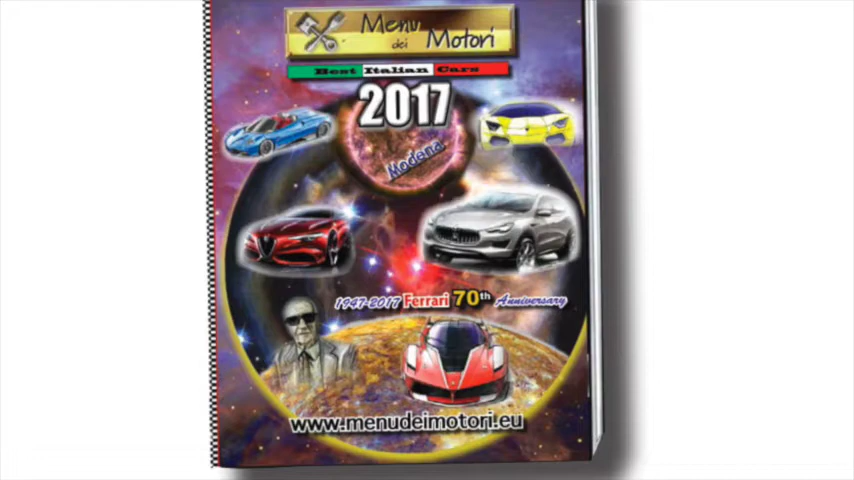 Menu
dei Motori
Best Italian Cars
2017
Modena
1947-2017 Ferrari 70th Anniversary
www.menudeimotori.eu